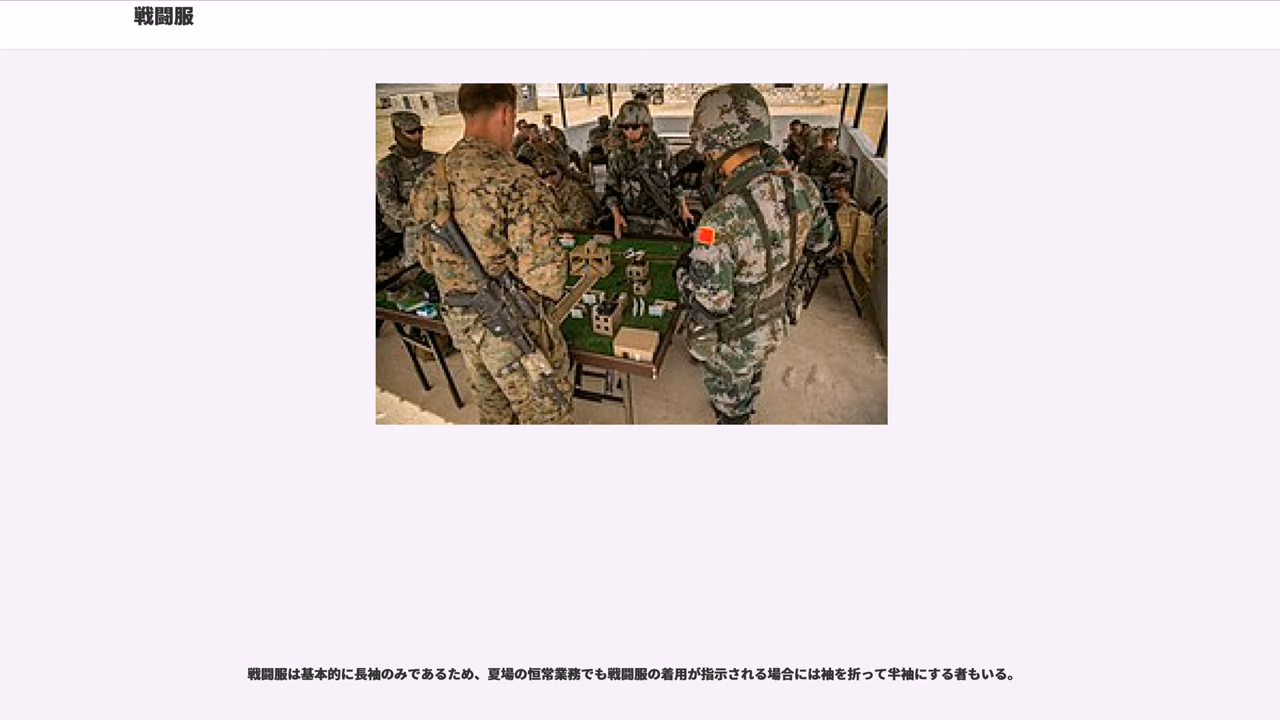 戦闘服
戦闘服は基本的に長袖のみであるため、夏場の恒常業務でも戦闘服の着用が指示される場合には袖を折って半袖にする者もいる。